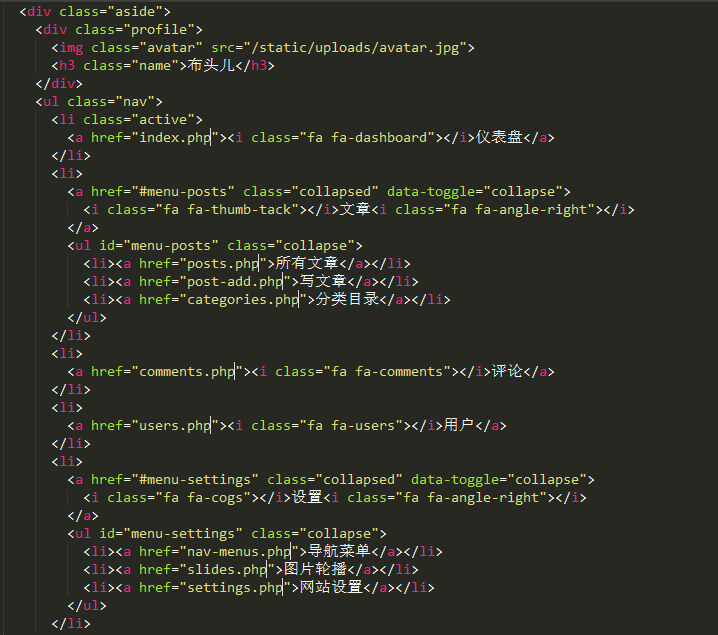 <div class="aside">
<div class="profile">
<img class="avatar" src="/static/uploads/avatar.jpg">
<h3 class="name">布头儿</h3>
</div>
<ul class="nav">
<li class="active">
<a href="index.php"><i class="fa fa-dashboard"></i>仪表盘</a>
</li>
<li>
<a href="#menu-posts" class="collapsed" data-toggle="collapse">
<i class="fa fa-thumb-tack"></i>文章<i class="fa fa-angle-right"></i>
</a>
<ul id="menu-posts" class="collapse">
<li><a href="posts.php">所有文章</a></li>
<li><a href="post-add.php">写文章</a></li>
<li><a href="categories.php">分类目录</a></li>
</ul>
</li>
<li>
<a href="comments.php"><i class="fa fa-comments"></i>评论</a>
</li>
<li>
<a href="users.php"><i class="fa fa-users"></i>用户</a>
</li>
<li>
<a href="#menu-settings" class="collapsed" data-toggle="collapse">
<i class="fa fa-cogs"></i>设置<i class="fa fa-angle-right"></i>
</a>
<ul id="menu-settings" class="collapse">
<li><a href="nav-menus.php">导航菜单</a></li>
<li><a href="slides.php">图片轮播</a></li>
<li><a href="settings.php">网站设置</a></li>
</ul>
</li>